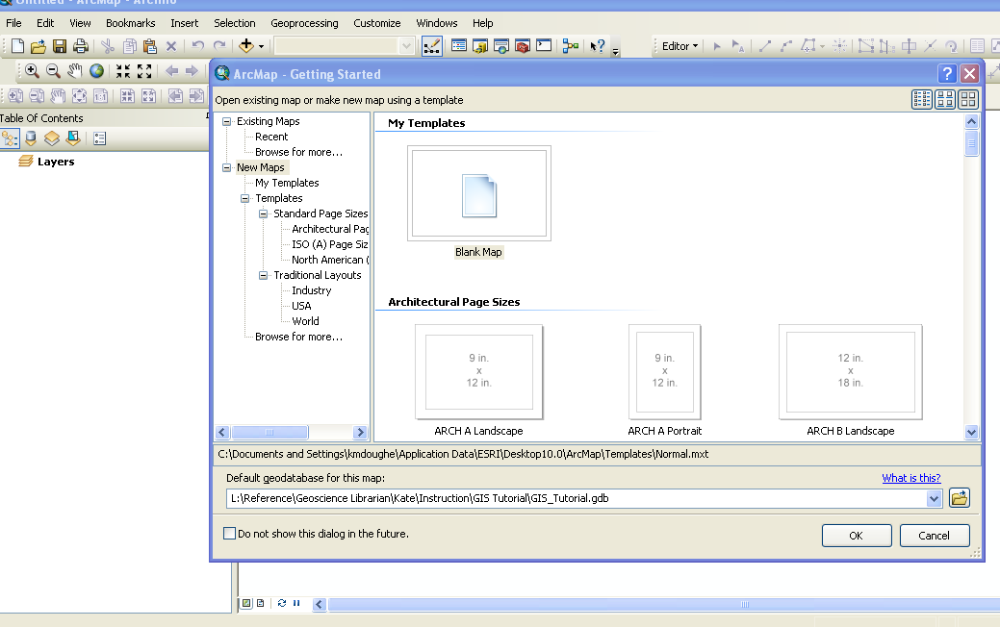 Untitled - ArcMap - ArcInfo
File Edit View Bookmarks Insert Selection Geoprocessing Customize Windows Help
Editor
1:1
ArcMap - Getting Started
Open existing map or make new map using a template
Table Of Contents
Layers
Existing Maps
Recent
Browse for more...
New Maps
My Templates
Templates
Standard Page Sizes
Architectural Pag
ISO (A) Page Siz
North American (
Traditional Layouts
Industry
USA
World
Browse for more...
My Templates
Blank Map
Architectural Page Sizes
9 in.
x
12 in.
ARCH A Landscape
9 in.
x
12 in.
ARCH A Portrait
12 in.
x
18 in.
ARCH B Landscape
C:\Documents and Settings\kmdoughe\Application Data\ESRI\Desktop10.0\ArcMap\Templates\Normal.mxt
Default geodatabase for this map:
What is this?
L:\Reference\Geoscience Librarian\Kate\Instruction\GIS Tutorial\GIS_Tutorial.gdb
Do not show this dialog in the future.
OK
Cancel